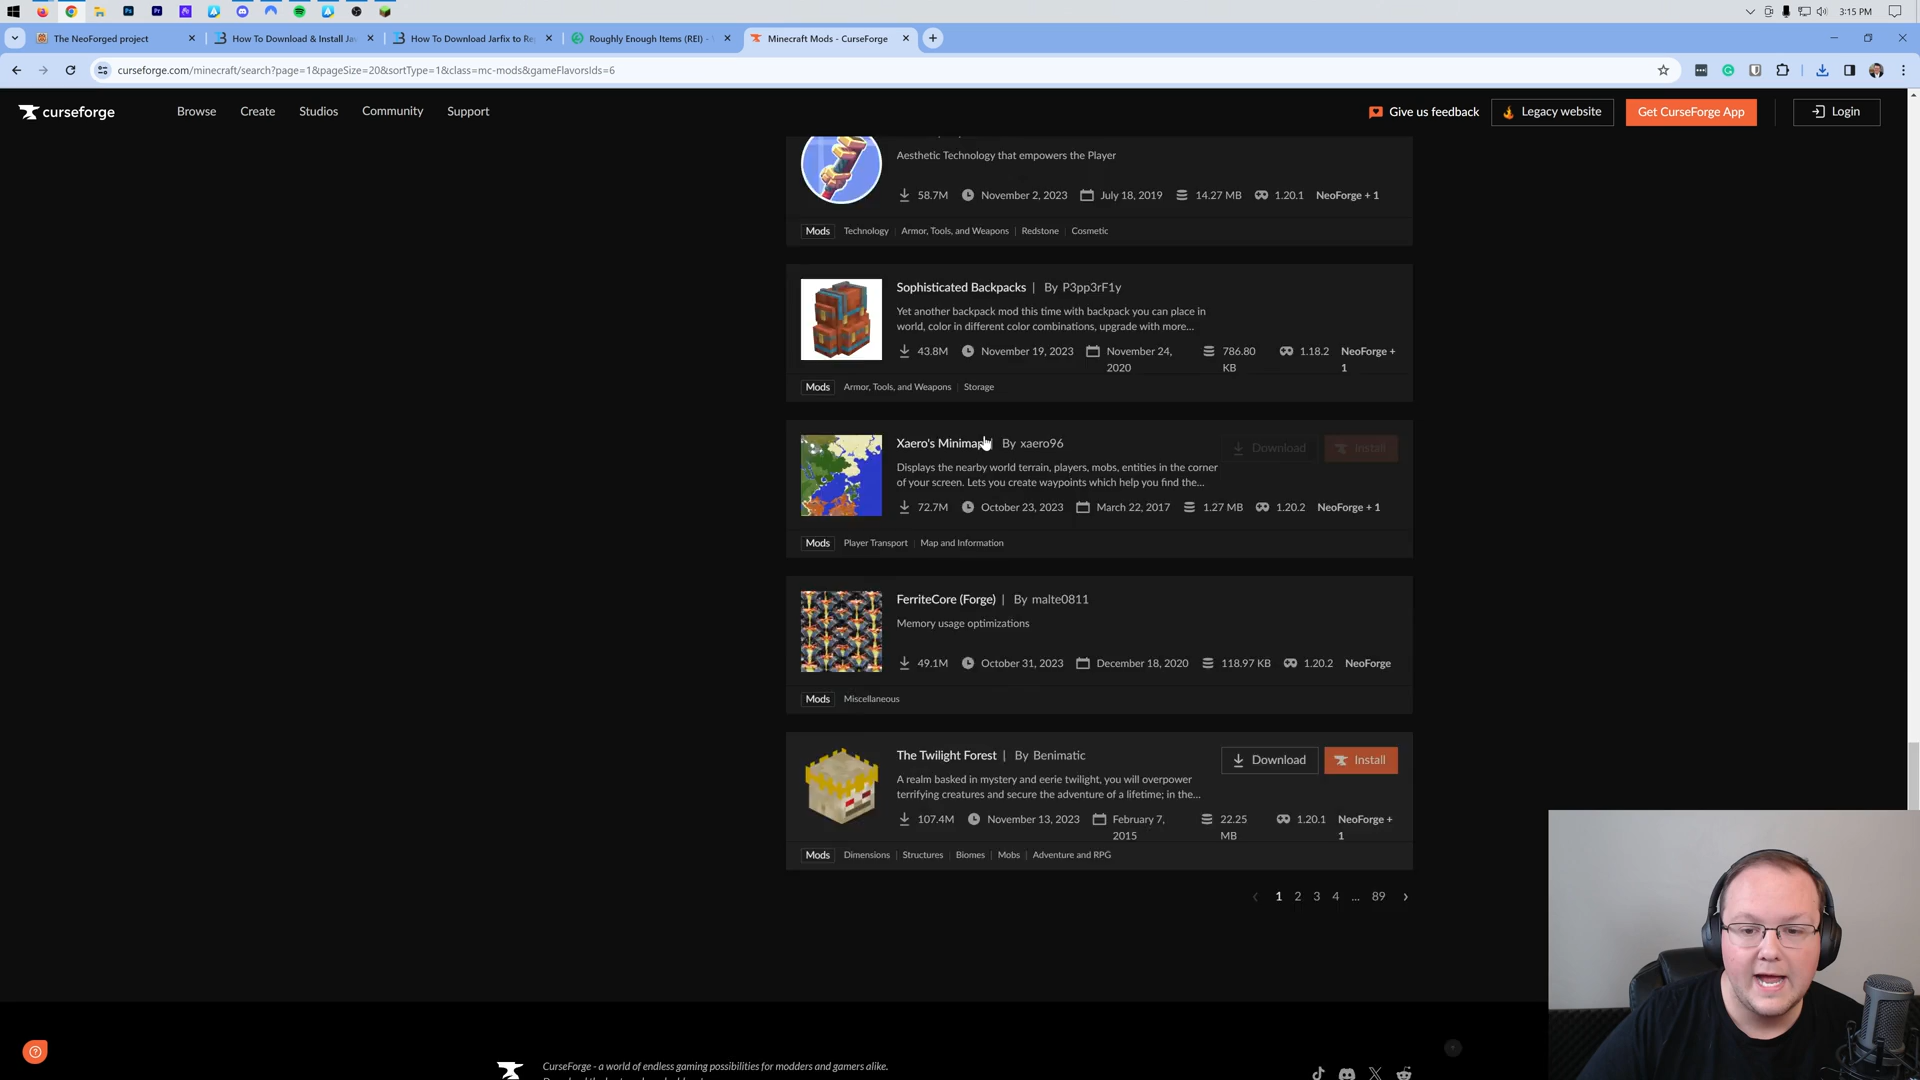 3:15 PM
The NeoForged project
How To Download & Install Ja
How To Download Jarfix to Re
Roughly Enough Items (REI) -
Minecraft Mods - CurseForge
curseforge.com/minecraft/search?page=1&pageSize=20&sortType=1&class=mc-mods&gameFlavorsIds=6
curseforge
Browse
Create
Studios
Community
Support
Give us feedback
Legacy website
Get CurseForge App
Login
Aesthetic Technology that empowers the Player
58.7M November 2, 2023 July 18, 2019 14.27 MB 1.20.1 NeoForge + 1
Mods Technology | Armor, Tools, and Weapons | Redstone | Cosmetic
Sophisticated Backpacks | By P3pp3rF1y
Yet another backpack mod this time with backpack you can place in
world, color in different color combinations, upgrade with more...
43.8M November 19, 2023 November 24, 786.80 1.18.2 NeoForge +
2020 KB 1
Mods Armor, Tools, and Weapons | Storage
Xaero's Minimap | By xaero96
Download Install
Displays the nearby world terrain, players, mobs, entities in the corner
of your screen. Lets you create waypoints which help you find the...
72.7M October 23, 2023 March 22, 2017 1.27 MB 1.20.2 NeoForge + 1
Mods Player Transport | Map and Information
FerriteCore (Forge) | By malte0811
Memory usage optimizations
49.1M October 31, 2023 December 18, 2020 118.97 KB 1.20.2 NeoForge
Mods Miscellaneous
The Twilight Forest | By Benimatic
Download Install
A realm basked in mystery and eerie twilight, you will overpower
terrifying creatures and secure the adventure of a lifetime; in the...
107.4M November 13, 2023 February 7, 22.25 1.20.1 NeoForge +
2015 MB 1
Mods Dimensions | Structures | Biomes | Mobs | Adventure and RPG
1 2 3 4 ... 89
CurseForge - a world of endless gaming possibilities for modders and gamers alike.